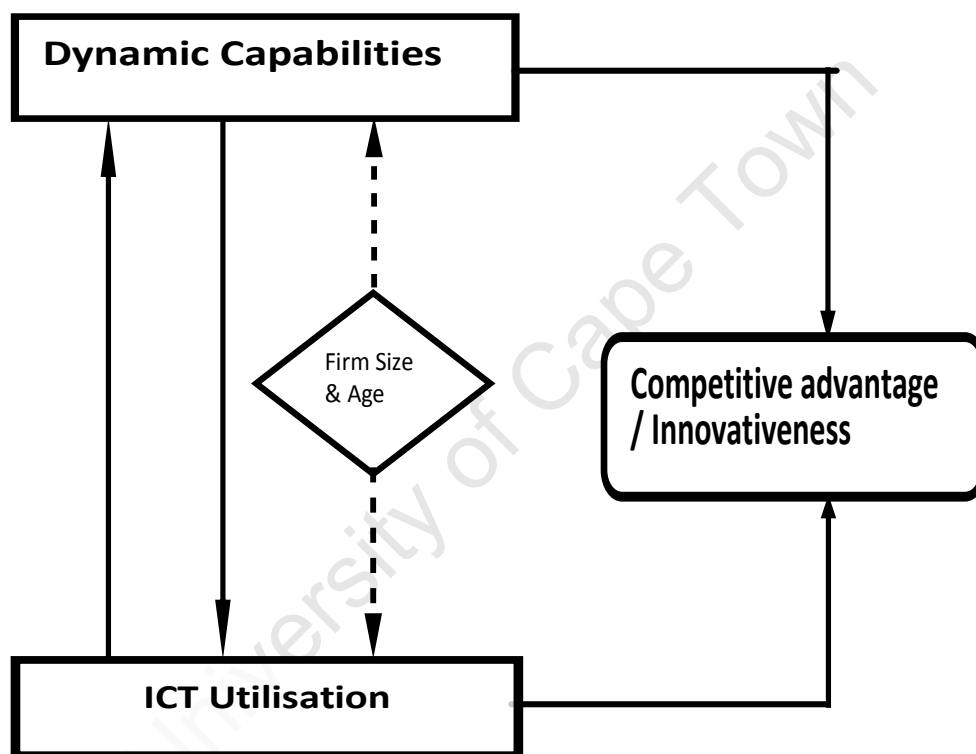 Dynamic Capabilities
Firm Size
& Age
Competitive advantage
/ Innovativeness
ICT Utilisation
University of Cape Town